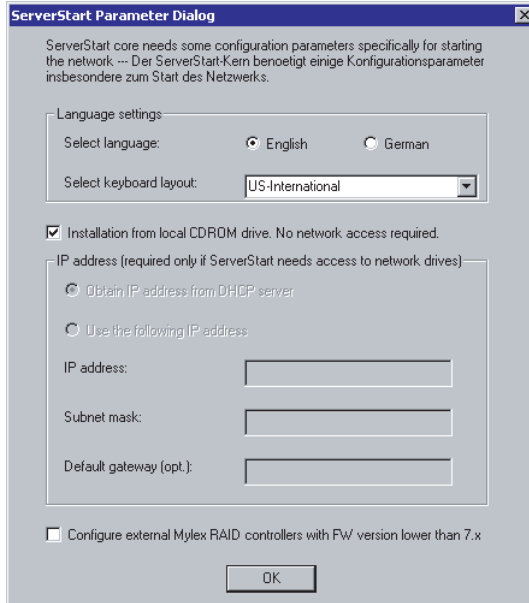 ServerStart Parameter Dialog
ServerStart core needs some configuration parameters specifically for starting
the network --- Der ServerStart-Kern benoetigt einige Konfigurationsparameter
insbesondere zum Start des Netzwerks.
Language settings
Select language:
English
German
Select keyboard layout:
US-International
Installation from local CDROM drive. No network access required.
IP address (required only if ServerStart needs access to network drives)
Obtain IP address from DHCP server
Use the following IP address
IP address:
Subnet mask:
Default gateway (opt.):
Configure external Mylex RAID controllers with FW version lower than 7.x
OK